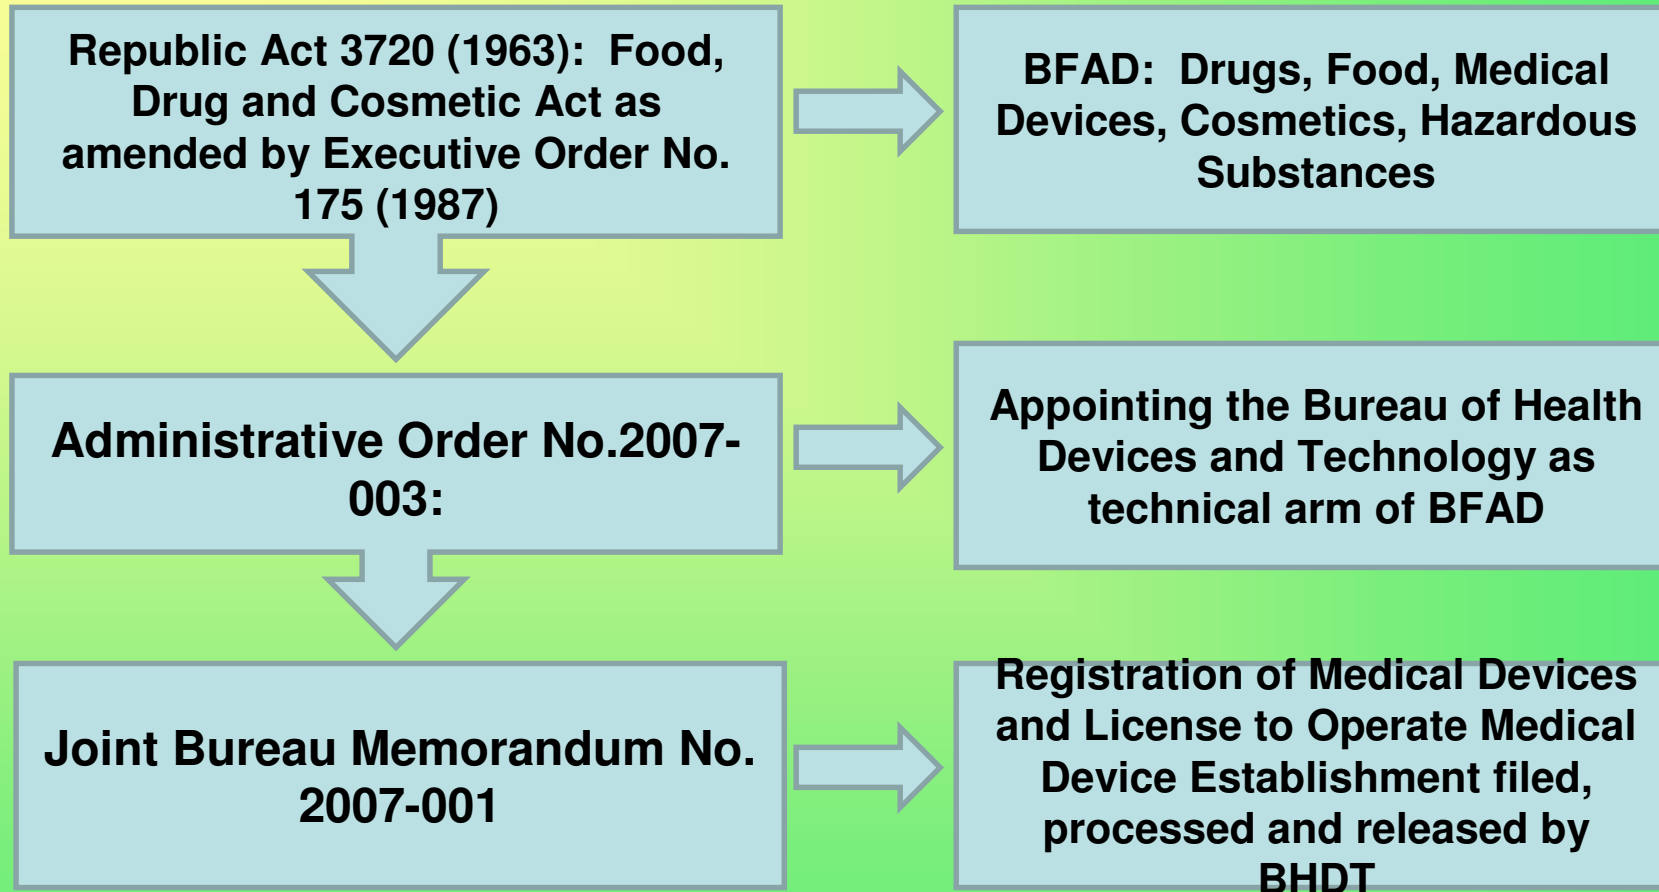 Republic Act 3720 (1963):  Food,
Drug and Cosmetic Act as
amended by Executive Order No.
175 (1987)
BFAD:  Drugs, Food, Medical
Devices, Cosmetics, Hazardous
Substances
Administrative Order No.2007-
003:
Appointing the Bureau of Health
Devices and Technology as
technical arm of BFAD
Joint Bureau Memorandum No.
2007-001
Registration of Medical Devices
and License to Operate Medical
Device Establishment filed,
processed and released by
BHDT